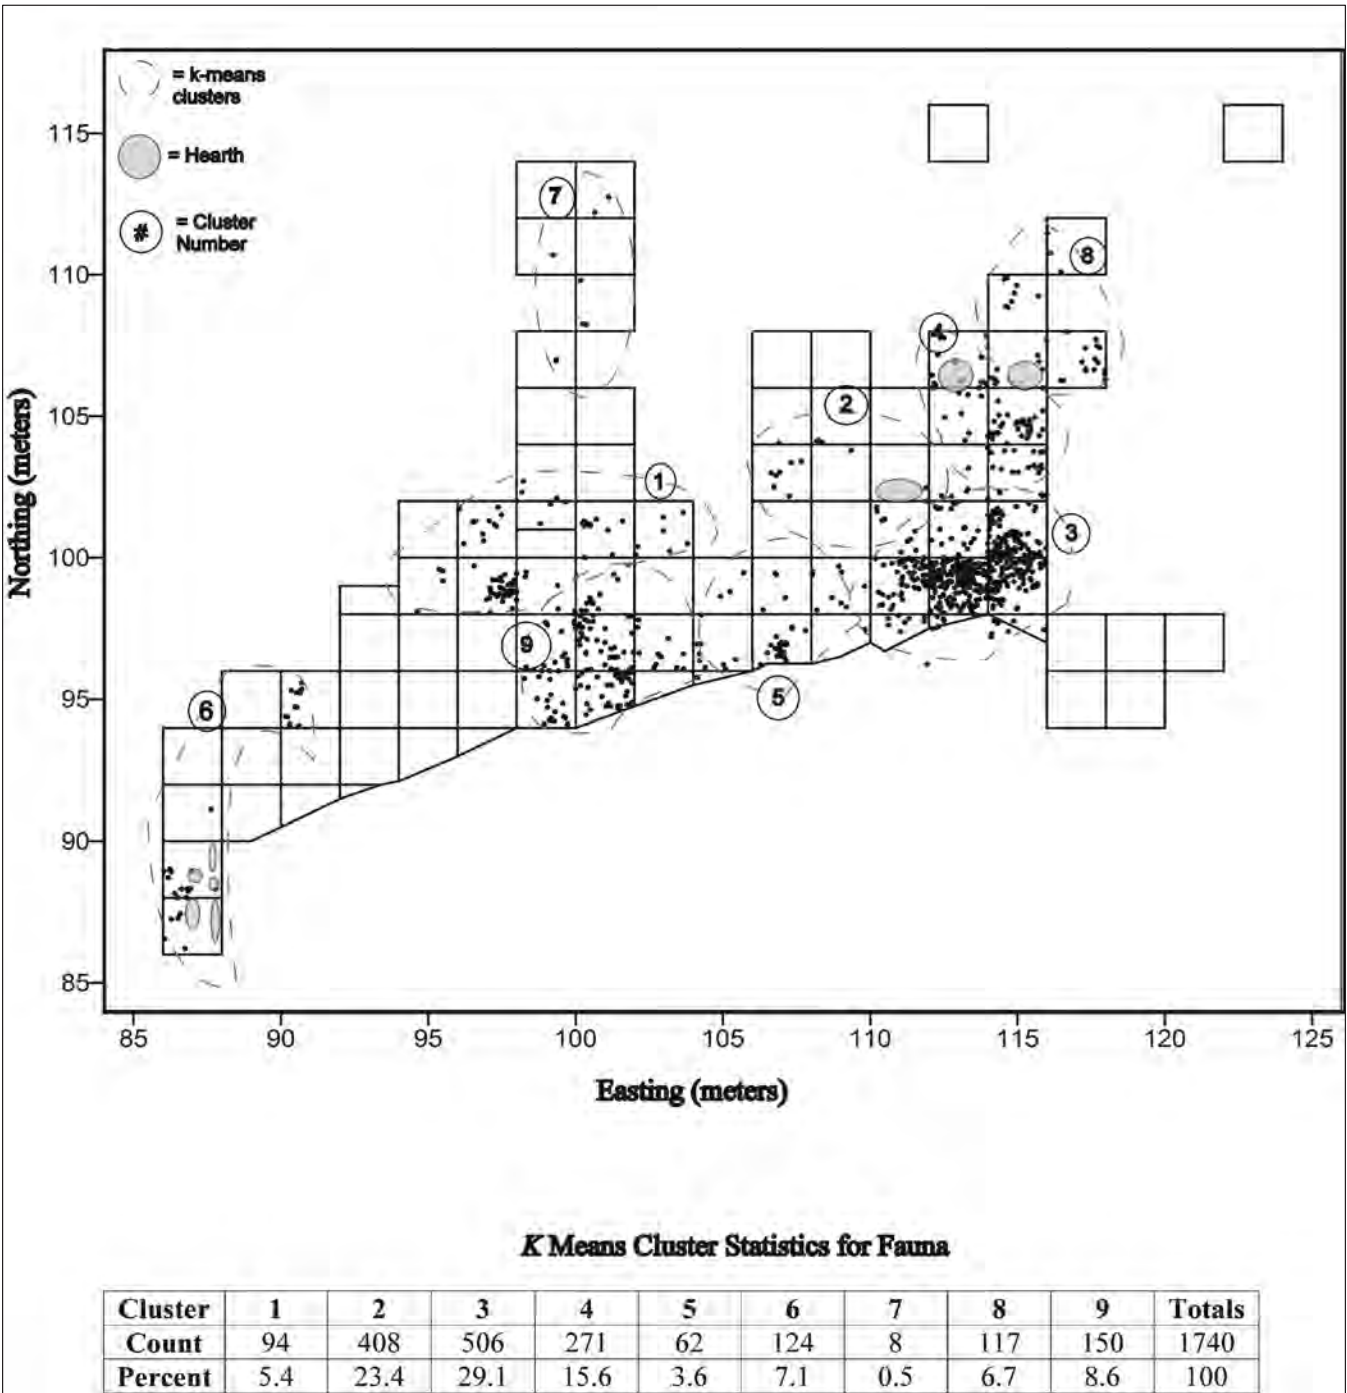 = k-means
clusters
= Hearth
# = Cluster
Number
115
110
105
100
95
90
85
Northing (meters)
7
8
4
2
1
3
9
5
6
85 90 95 100 105 110 115 120 125
Easting (meters)
K Means Cluster Statistics for Fauna
Cluster 1 2 3 4 5 6 7 8 9 Totals
Count 94 408 506 271 62 124 8 117 150 1740
Percent 5.4 23.4 29.1 15.6 3.6 7.1 0.5 6.7 8.6 100